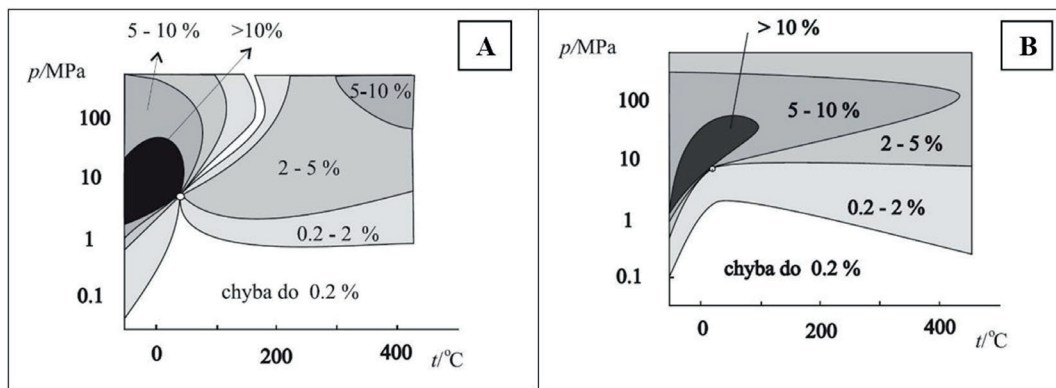 5 - 10 % >10%
A
p/MPa
100
10
1
0.1
5-10 %
2 - 5 %
0.2 - 2 %
chyba do 0.2 %
0 200 400 t/°C
> 10 %
B
p/MPa
100
10
1
0.1
5 - 10 %
2 - 5 %
0.2 - 2 %
chyba do 0.2 %
0 200 400
t/°C